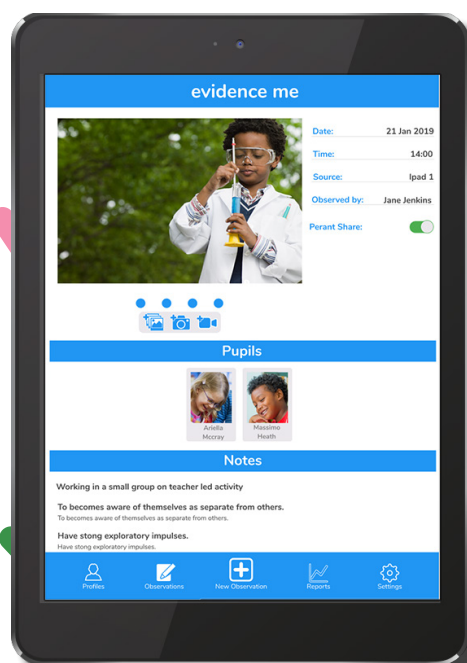 evidence me
Date: 21 Jan 2019
Time: 14:00
Source: Ipad 1
Observed by: Jane Jenkins
Perant Share:
Pupils
Ariella
Mccray
Massimo
Heath
Notes
Working in a small group on teacher led activity
To becomes aware of themselves as separate from others.
To becomes aware of themselves as separate from others.
Have stong exploratory impulses.
Have stong exploratory impulses.
Profiles
Observations
New Observation
Reports
Settings